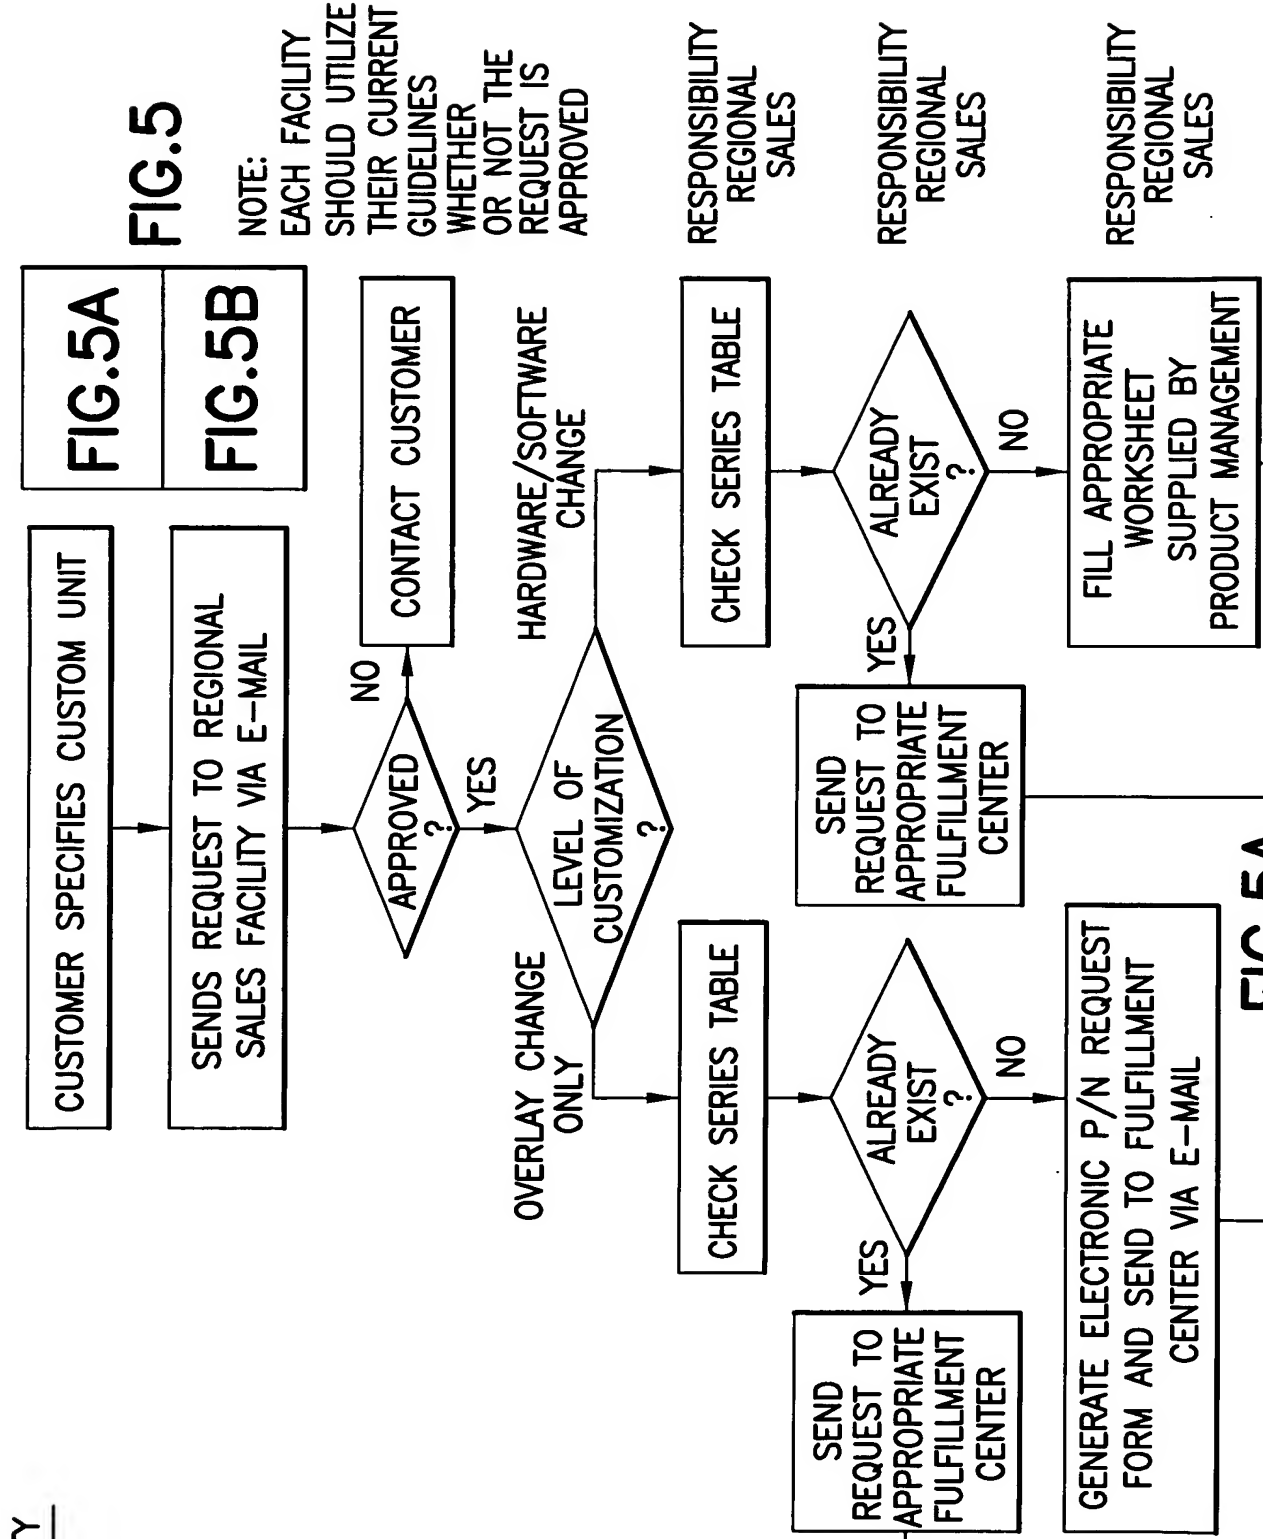 FIG.5A
FIG.5B
FIG.5
CUSTOMER SPECIFIES CUSTOM UNIT
SENDS REQUEST TO REGIONAL
SALES FACILITY VIA E-MAIL
NOTE:
EACH FACILITY
SHOULD UTILIZE
THEIR CURRENT
GUIDELINES
WHETHER
OR NOT THE
REQUEST IS
APPROVED
APPROVED
?
NO
CONTACT CUSTOMER
YES
LEVEL OF
CUSTOMIZATION
?
OVERLAY CHANGE
ONLY
HARDWARE/SOFTWARE
CHANGE
CHECK SERIES TABLE
CHECK SERIES TABLE
RESPONSIBILITY
REGIONAL
SALES
ALREADY
EXIST
?
YES
NO
SEND
REQUEST TO
APPROPRIATE
FULFILLMENT
CENTER
ALREADY
EXIST
?
YES
NO
SEND
REQUEST TO
APPROPRIATE
FULFILLMENT
CENTER
RESPONSIBILITY
REGIONAL
SALES
GENERATE ELECTRONIC P/N REQUEST
FORM AND SEND TO FULFILLMENT
CENTER VIA E-MAIL
FILL APPROPRIATE
WORKSHEET
SUPPLIED BY
PRODUCT MANAGEMENT
RESPONSIBILITY
REGIONAL
SALES